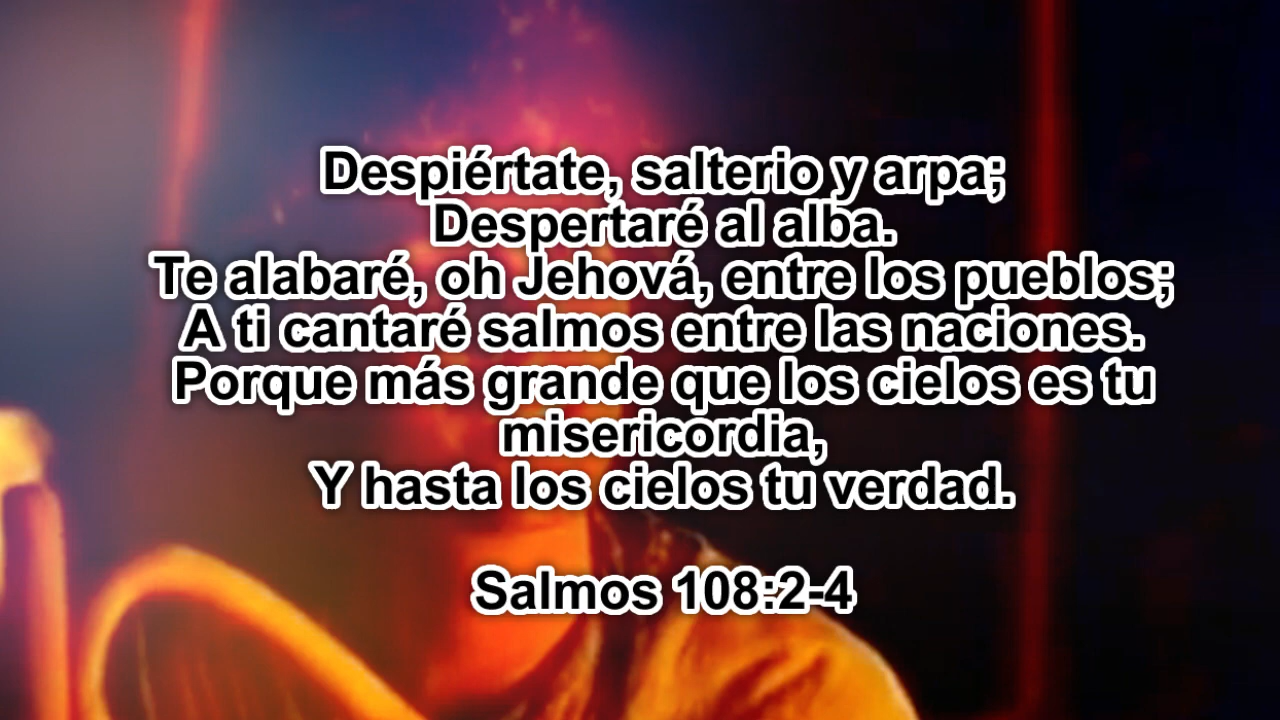 Despiértate, salterio y arpa;
Despertaré al alba.
Te alabaré, oh Jehová, entre los pueblos;
A ti cantaré salmos entre las naciones.
Porque más grande que los cielos es tu
misericordia,
Y hasta los cielos tu verdad.
Salmos 108:2-4